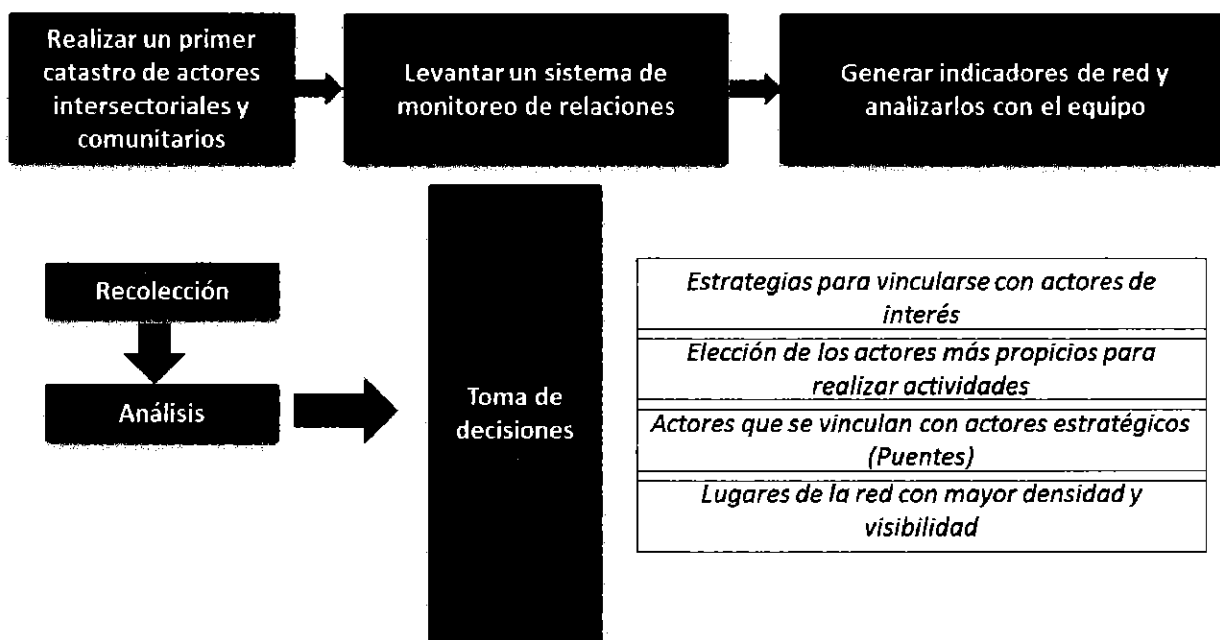 Realizar un primer
catastro de actores
intersectoriales y
comunitarios
Levantar un sistema de
monitoreo de relaciones
Generar indicadores de red y
analizarlos con el equipo
Recolección
Análisis
Toma de
decisiones
Estrategias para vincularse con actores de
interés
Elección de los actores más propicios para
realizar actividades
Actores que se vinculan con actores estratégicos
(Puentes)
Lugares de la red con mayor densidad y
visibilidad